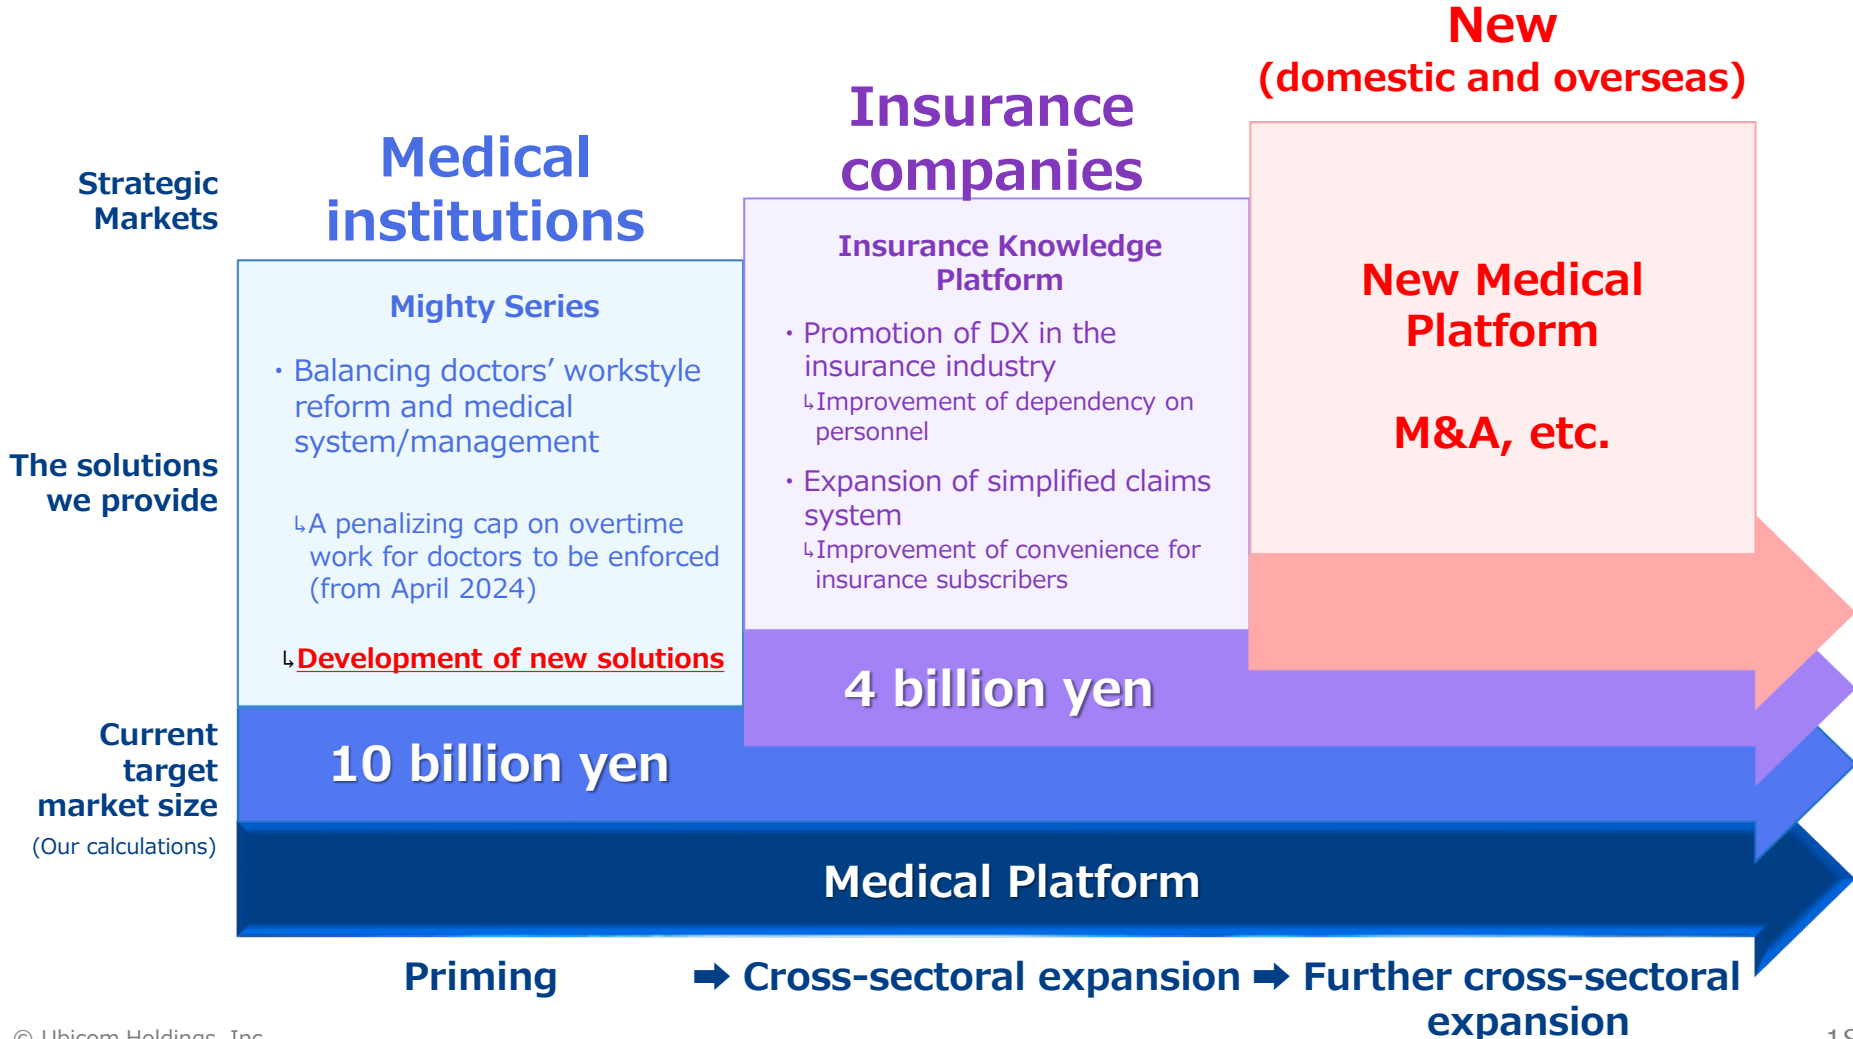 New
(domestic and overseas)
Insurance
companies
Medical
institutions
Strategic
Markets
Mighty Series
・Balancing doctors’ workstyle
reform and medical
system/management
↳A penalizing cap on overtime
work for doctors to be enforced
(from April 2024)
↳Development of new solutions
Insurance Knowledge
Platform
・Promotion of DX in the
insurance industry
↳Improvement of dependency on
personnel
・Expansion of simplified claims
system
↳Improvement of convenience for
insurance subscribers
New Medical
Platform
M&A, etc.
The solutions
we provide
Current
target
market size
(Our calculations)
10 billion yen
4 billion yen
Medical Platform
Priming ➡ Cross-sectoral expansion ➡ Further cross-sectoral
expansion
© Ubicom Holdings, Inc
18